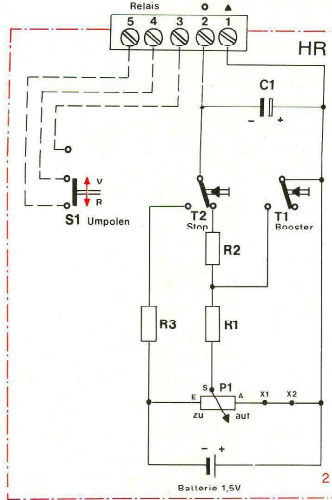 Relais
5 4 3 2 1
HR
C1
- +
V
R
S1 Umpolen
T2
Stop
T1
Booster
R2
R3
R1
S
P1
E
A
X1
X2
zu
auf
- +
Batterie 1,5V
2